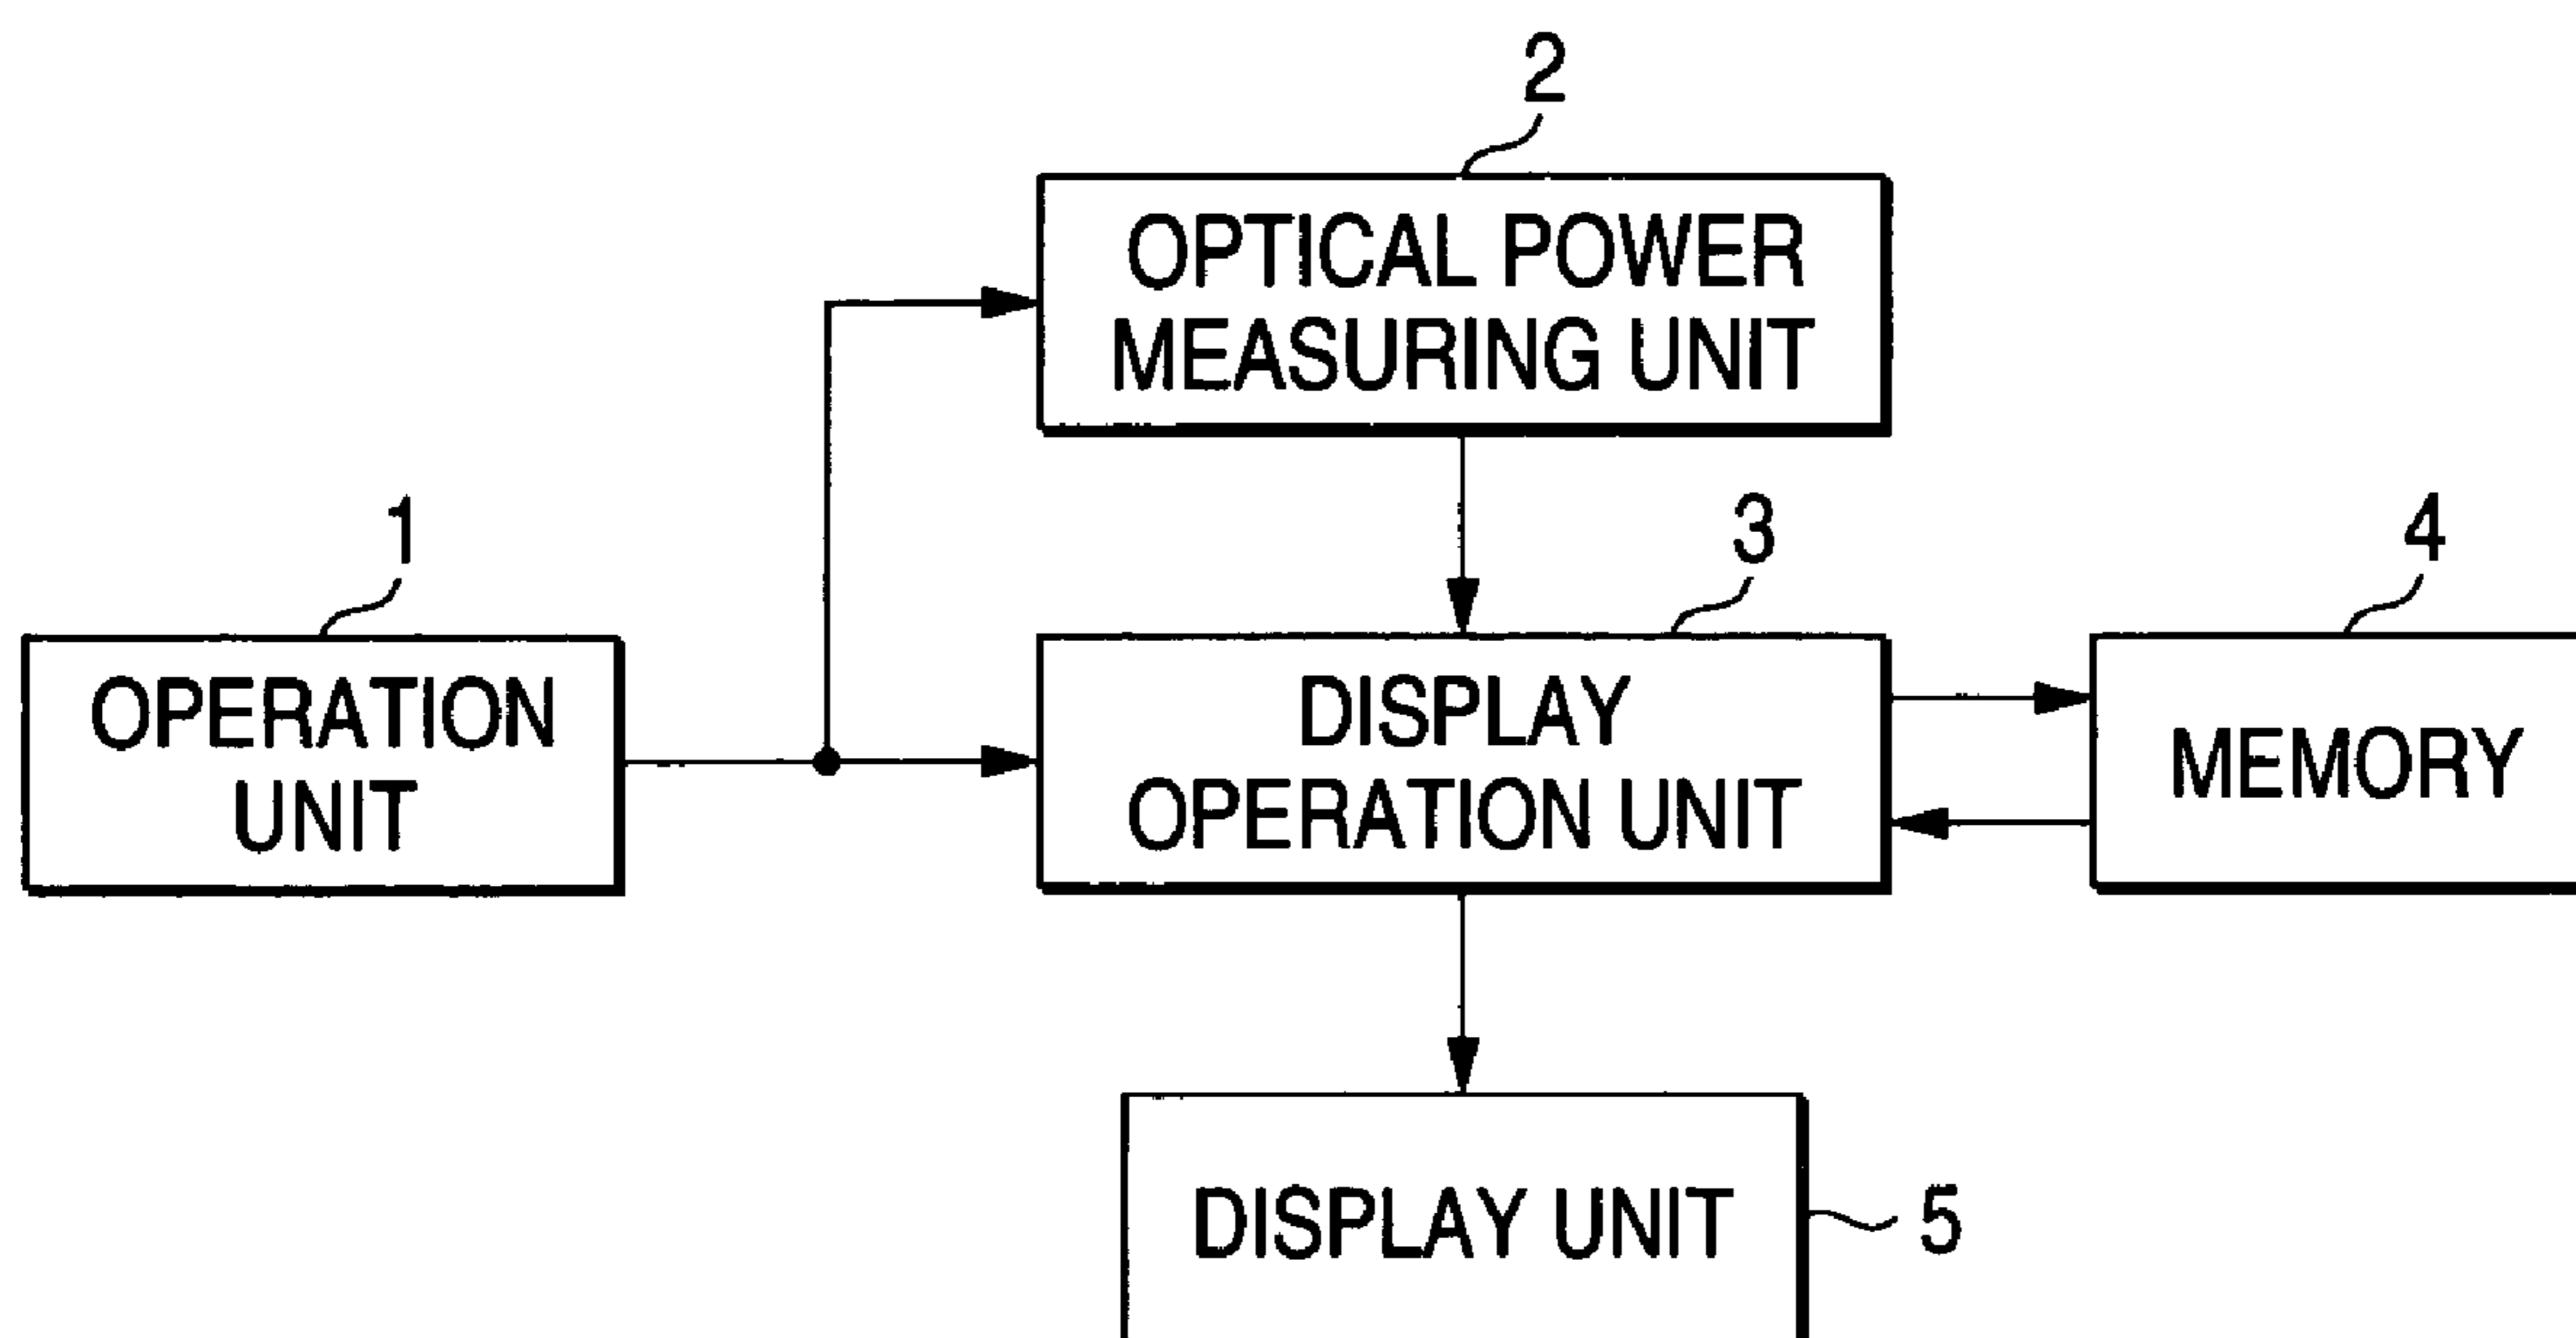 2
OPTICAL POWER
MEASURING UNIT
1
3
4
OPERATION
UNIT
DISPLAY
OPERATION UNIT
MEMORY
DISPLAY UNIT
5